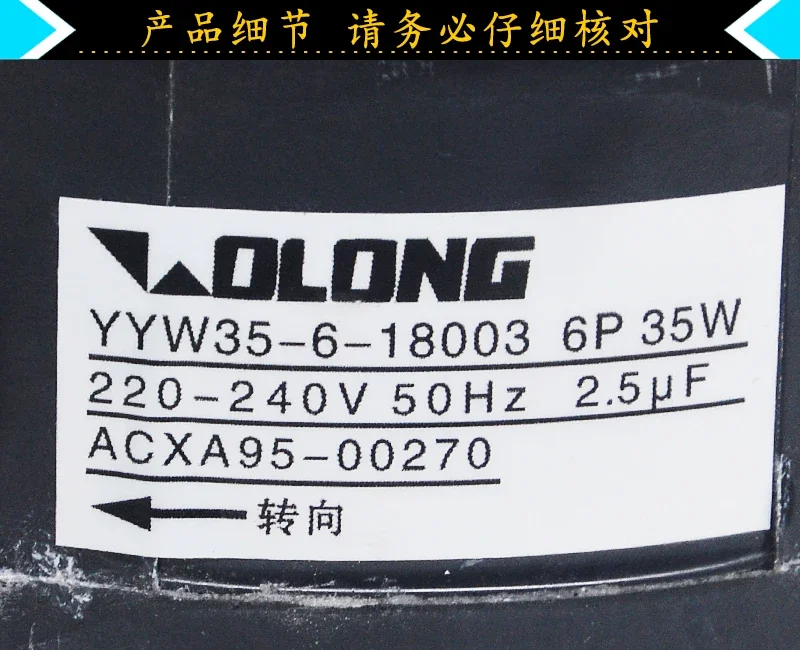 产品细节 请务必仔细核对
WOLONG
YYW35-6-18003 6P 35W
220-240V 50Hz 2.5μF
ACXA95-00270
转向